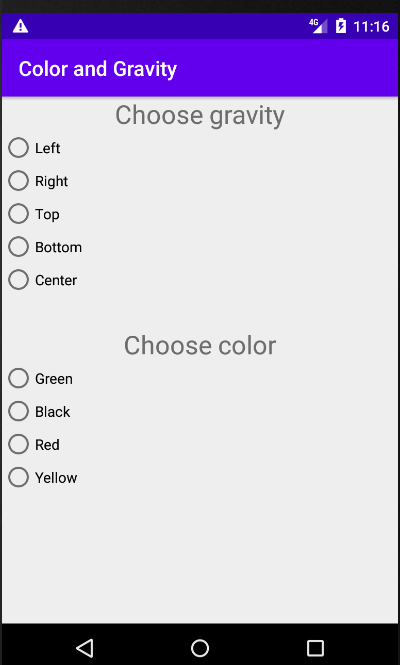 4G 11:16
Color and Gravity
Choose gravity
Left
Right
Top
Bottom
Center
Choose color
Green
Black
Red
Yellow